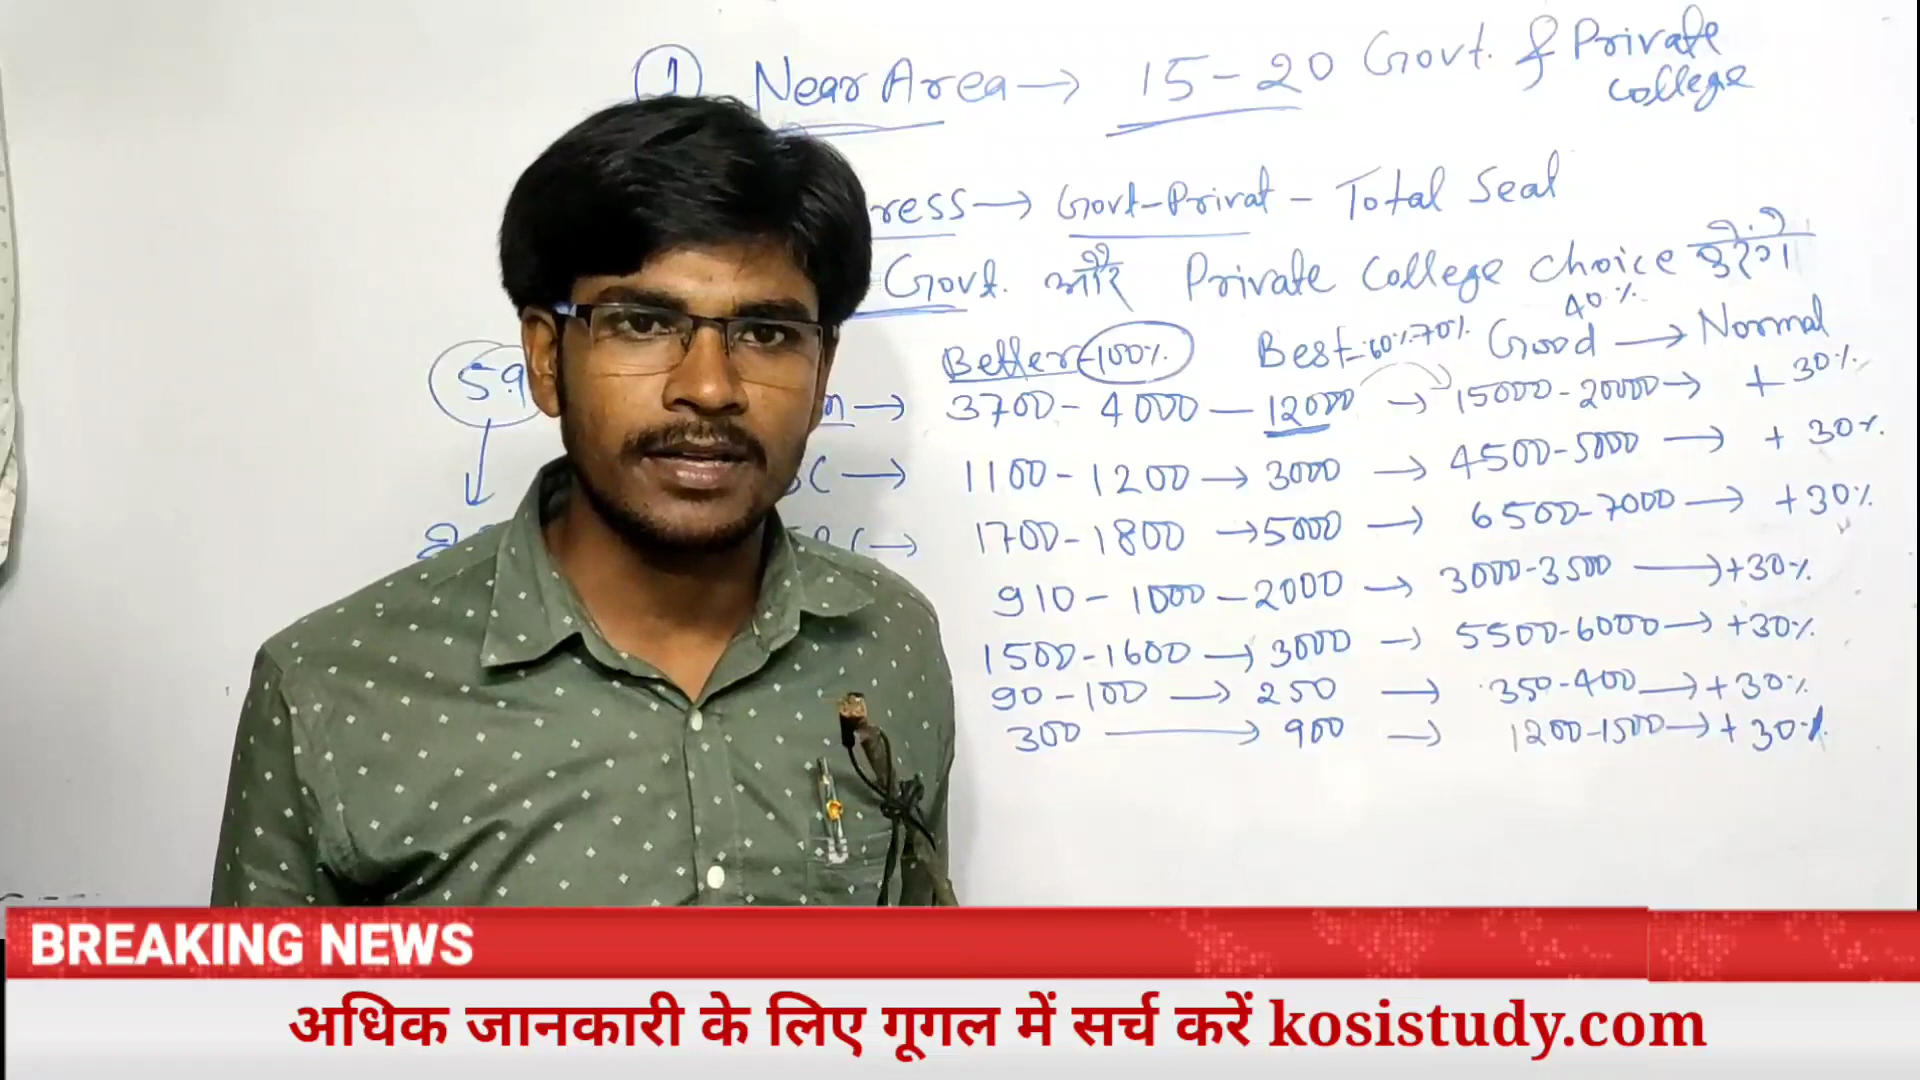 1 Near Area → 15-20 Govt. & Private college
ress → Govt-Privat - Total Seat
Govt. और Private College choice करेगा
40%
Better-100% Best-60%-70% Good → Normal
59 m → 3700-4000 - 12000 → 15000-20000 → +30%
BC → 1100-1200 → 3000 → 4500-5000 → +30%
BC → 1700-1800 → 5000 → 6500-7000 → +30%
910-1000-2000 → 3000-3500 → +30%
1500-1600 → 3000 → 5500-6000 → +30%
90-100 → 250 → 350-400 → +30%
300 → 900 → 1200-1500 → +30%
BREAKING NEWS
अधिक जानकारी के लिए गूगल में सर्च करें kosistudy.com